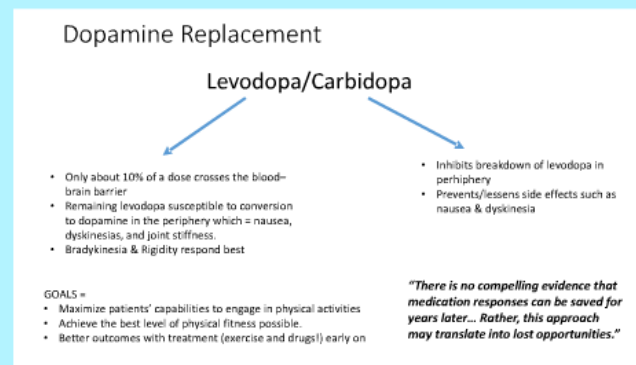 Dopamine Replacement
Levodopa/Carbidopa
• Only about 10% of a dose crosses the blood–
brain barrier
• Remaining levodopa susceptible to conversion
to dopamine in the periphery which = nausea,
dyskinesias, and joint stiffness.
• Bradykinesia & Rigidity respond best
• Inhibits breakdown of levodopa in
perhiphery
• Prevents/lessens side effects such as
nausea & dyskinesia
GOALS =
• Maximize patients' capabilities to engage in physical activities
• Achieve the best level of physical fitness possible.
• Better outcomes with treatment (exercise and drugs!) early on
"There is no compelling evidence that
medication responses can be saved for
years later... Rather, this approach
may translate into lost opportunities."